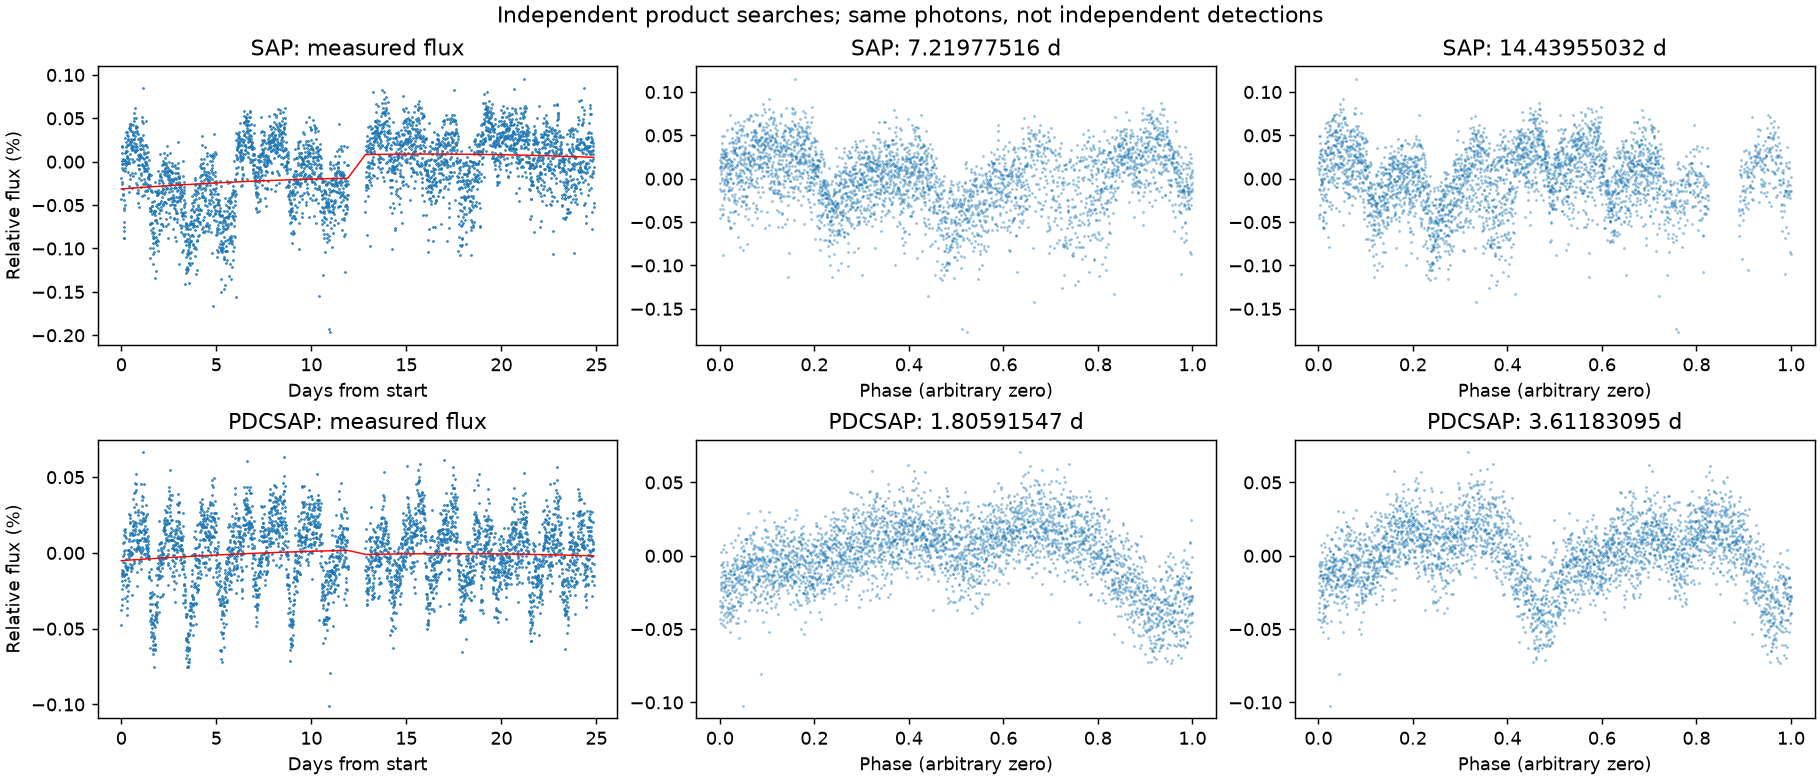 Independent product searches; same photons, not independent detections
SAP: measured flux
SAP: 7.21977516 d
SAP: 14.43955032 d
Relative flux (%)
0.10
0.05
0.00
−0.05
−0.10
−0.15
−0.20
0 5 10 15 20 25
Days from start
0.10
0.05
0.00
−0.05
−0.10
−0.15
0.0 0.2 0.4 0.6 0.8 1.0
Phase (arbitrary zero)
0.10
0.05
0.00
−0.05
−0.10
−0.15
0.0 0.2 0.4 0.6 0.8 1.0
Phase (arbitrary zero)
PDCSAP: measured flux
PDCSAP: 1.80591547 d
PDCSAP: 3.61183095 d
Relative flux (%)
0.05
0.00
−0.05
−0.10
0 5 10 15 20 25
Days from start
0.05
0.00
−0.05
−0.10
0.0 0.2 0.4 0.6 0.8 1.0
Phase (arbitrary zero)
0.05
0.00
−0.05
−0.10
0.0 0.2 0.4 0.6 0.8 1.0
Phase (arbitrary zero)